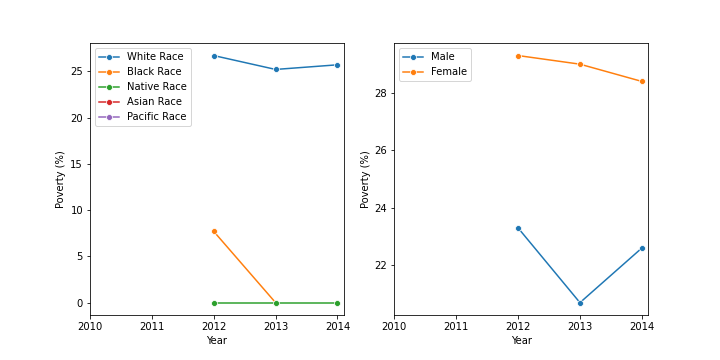 White Race
Black Race
Native Race
Asian Race
Pacific Race
25
20
15
10
5
0
Poverty (%)
2010 2011 2012 2013 2014
Year
Male
Female
28
26
24
22
Poverty (%)
2010 2011 2012 2013 2014
Year